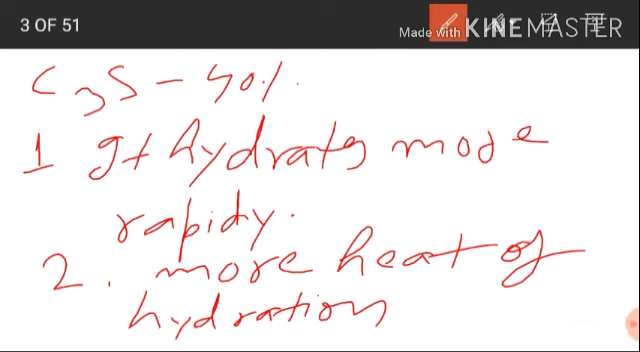 3 OF 51
Made with KINEMASTER
C3S - 40%.
1 It hydrates more
rapidy.
2. more heat of
hydration